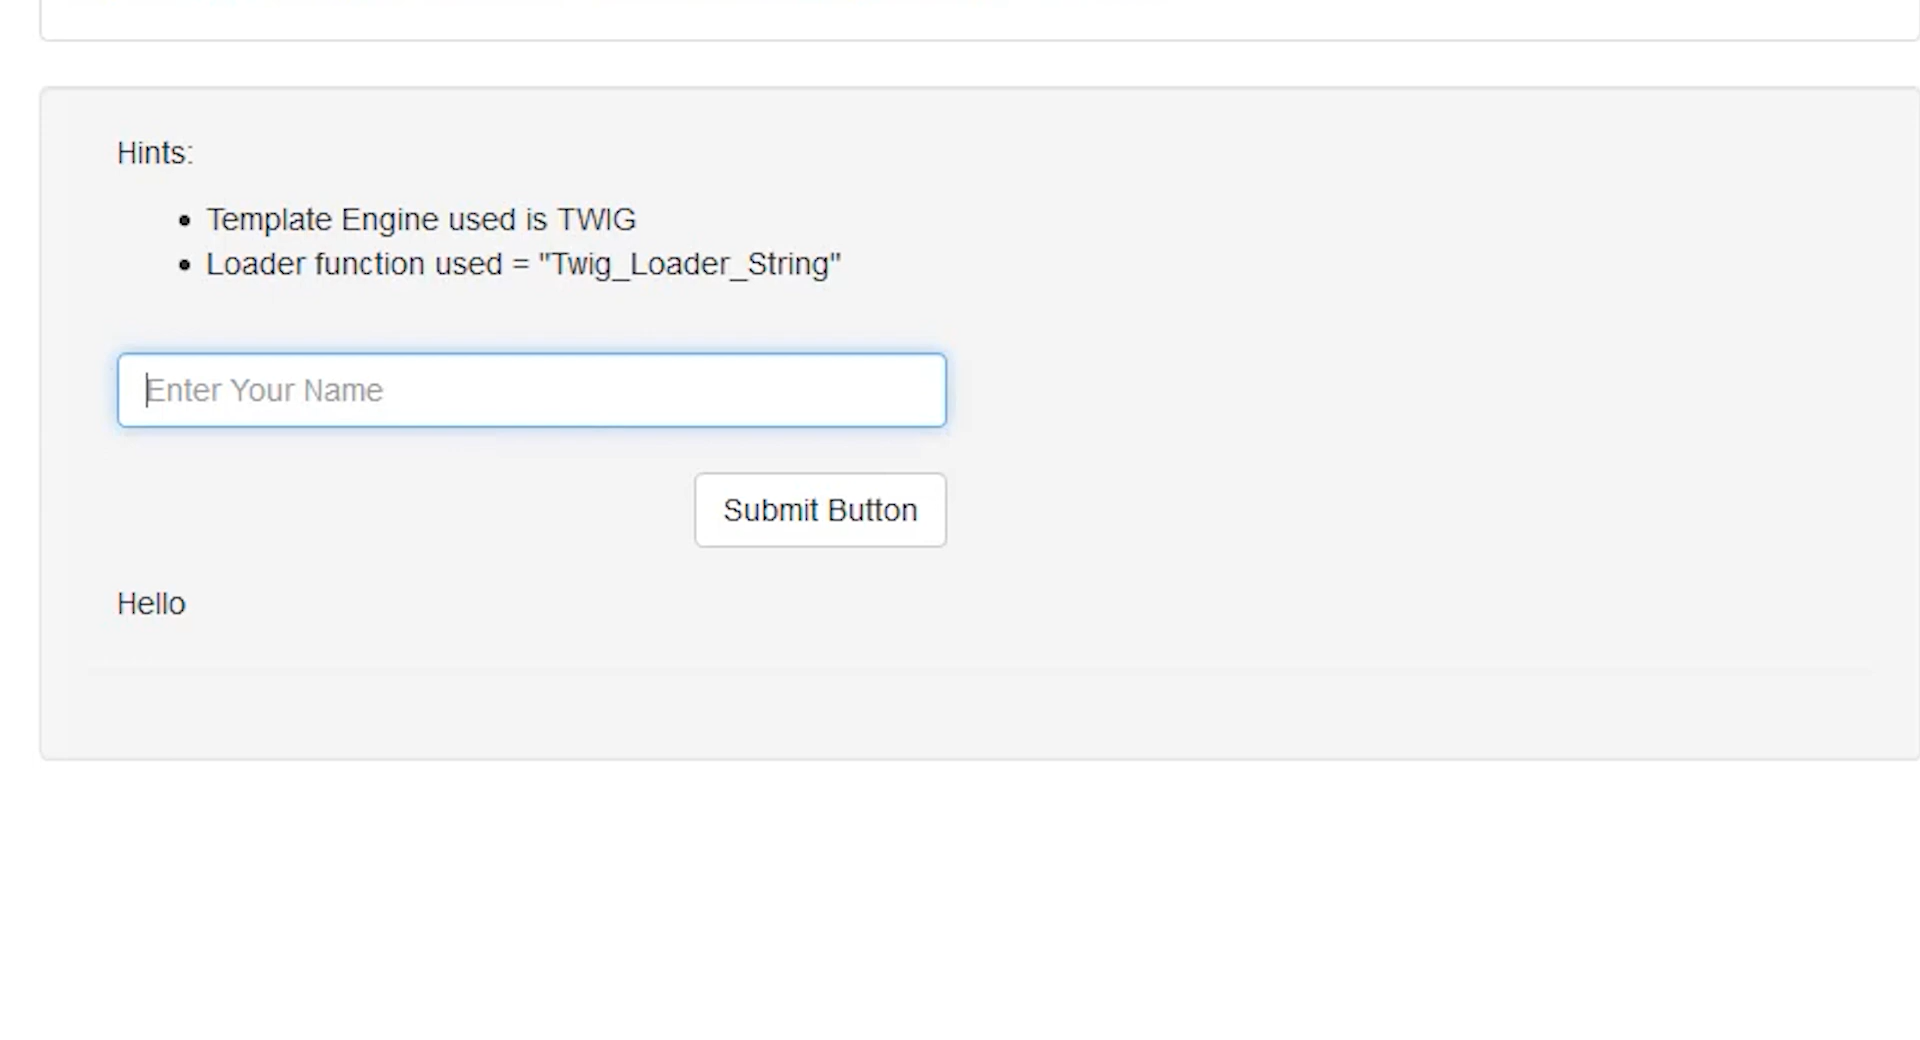 Hints:
Template Engine used is TWIG
Loader function used = "Twig_Loader_String"
Enter Your Name
Submit Button
Hello